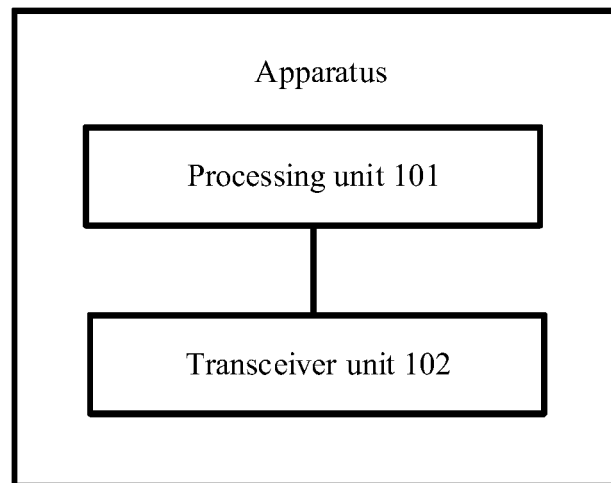 Apparatus
Processing unit 101
Transceiver unit 102